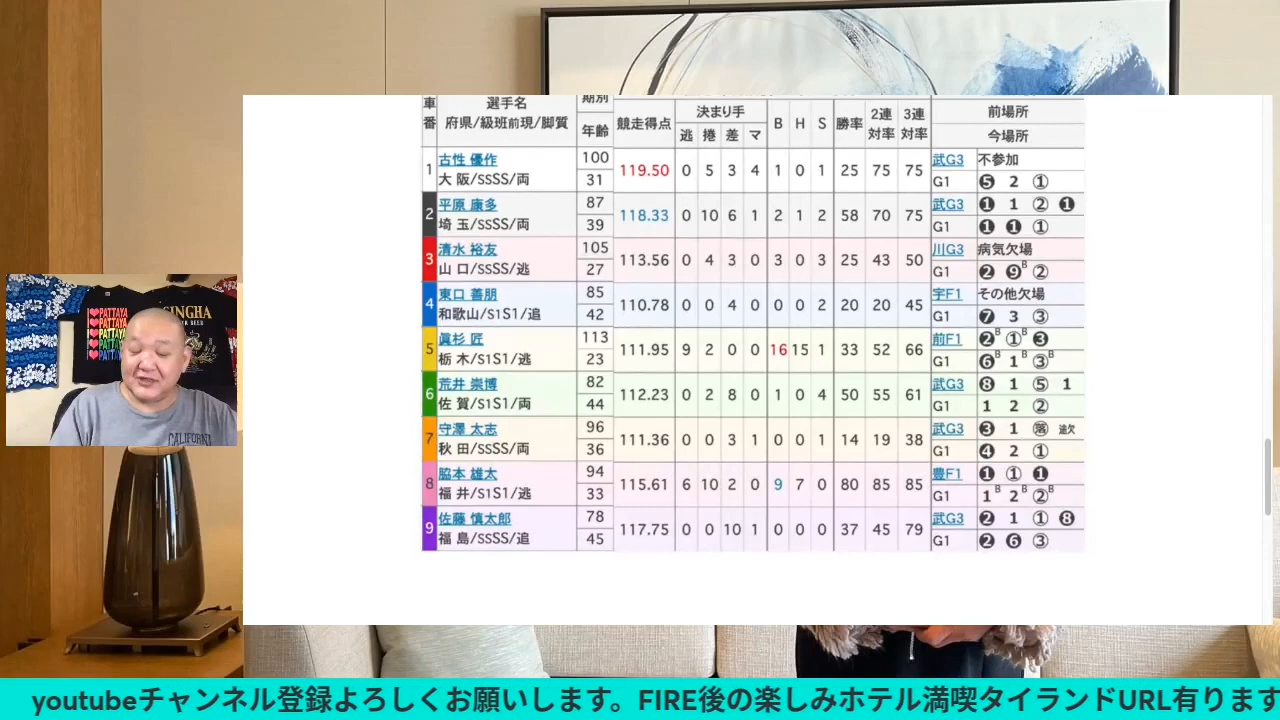 車番 選手名 期別 競走得点 決まり手 B H S 勝率 2連対率 3連対率 前場所
府県/級班前現/脚質 年齢 逃 捲 差 マ 今場所
1 古性 優作 100 119.50 0 5 3 4 1 0 1 25 75 75 武G3 不参加
大 阪/SSSS/両 31 G1 ❺ 2 ①
2 平原 康多 87 118.33 0 10 6 1 2 1 2 58 70 75 武G3 ❶ 1 ② ❶
埼 玉/SSSS/両 39 G1 ❶ ❶ ①
3 清水 裕友 105 113.56 0 4 3 0 3 0 3 25 43 50 川G3 病気欠場
山 口/SSSS/逃 27 G1 ❷ ❾B ②
4 東口 善朋 85 110.78 0 0 4 0 0 0 2 20 20 45 宇F1 その他欠場
和歌山/S1S1/追 42 G1 ❼ 3 ③
5 眞杉 匠 113 111.95 9 2 0 0 16 15 1 33 52 66 前F1 ❷B ①B ❸
栃 木/S1S1/逃 23 G1 ❻B 1B ③B
6 荒井 崇博 82 112.23 0 2 8 0 1 0 4 50 55 61 武G3 ❽ 1 ⑤ 1
佐 賀/S1S1/両 44 G1 1 2 ②
7 守澤 太志 96 111.36 0 0 3 1 0 0 1 14 19 38 武G3 ❸ 1 落 途欠
秋 田/SSSS/両 36 G1 ❹ 2 ①
8 脇本 雄太 94 115.61 6 10 2 0 9 7 0 80 85 85 豊F1 ❶ ① ❶
福 井/S1S1/逃 33 G1 1B 2B ②B
9 佐藤 慎太郎 78 117.75 0 0 10 1 0 0 0 37 45 79 武G3 ❷ 1 ① ❽
福 島/SSSS/追 45 G1 ❷ ❻ ③
PATTAYA
PATTAYA
PATTAYA
PATTAYA
SINGHA
CALIFORNIA
youtubeチャンネル登録よろしくお願いします。FIRE後の楽しみホテル満喫タイランドURL有ります